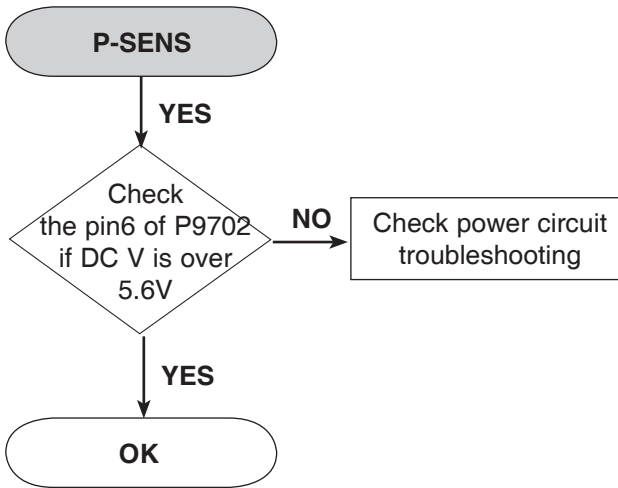 P-SENS
YES
Check
the pin6 of P9702
if DC V is over
5.6V
NO
Check power circuit
troubleshooting
YES
OK